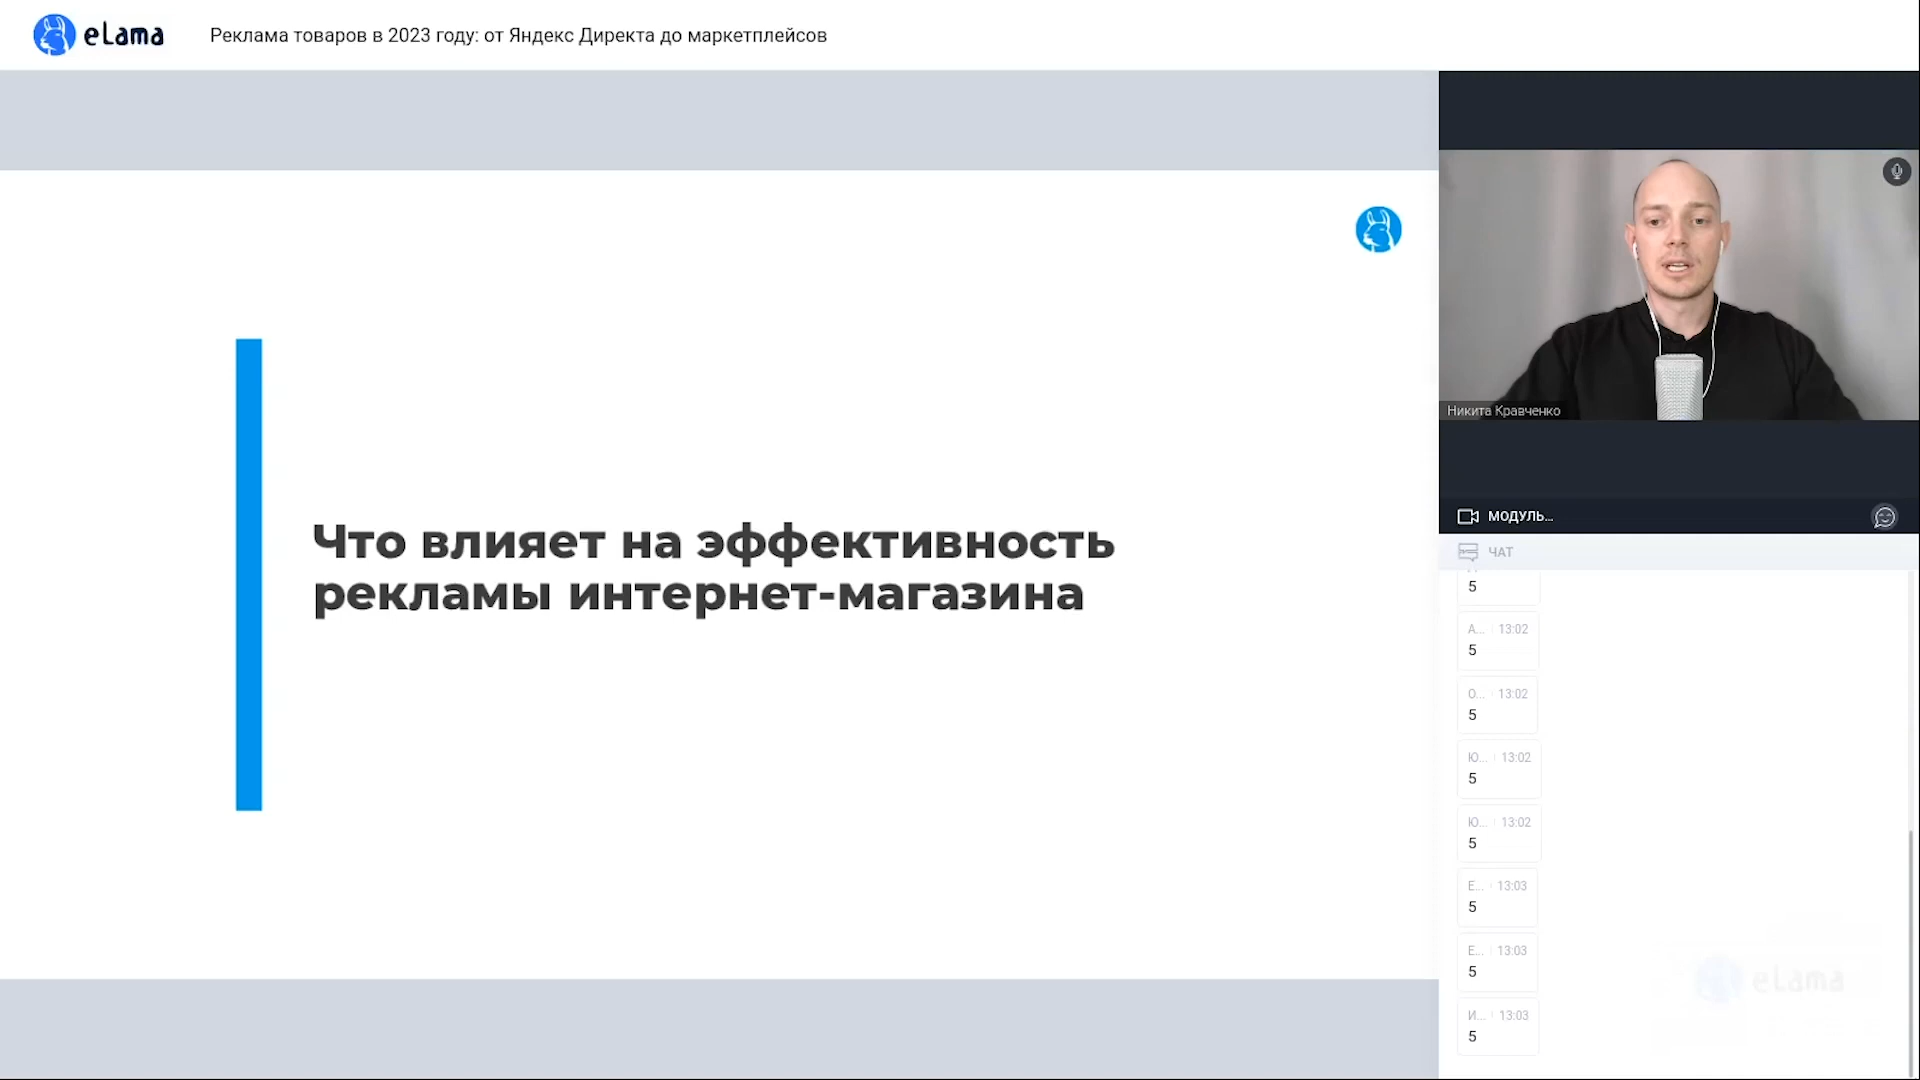 eLama
Реклама товаров в 2023 году: от Яндекс Директа до маркетплейсов
Что влияет на эффективность
рекламы интернет-магазина
Никита Кравченко
МОДУЛЬ...
ЧАТ
5
А... 13:02
5
О... 13:02
5
Ю... 13:02
5
Ю... 13:02
5
Е... 13:03
5
Е... 13:03
5
И... 13:03
5
eLama